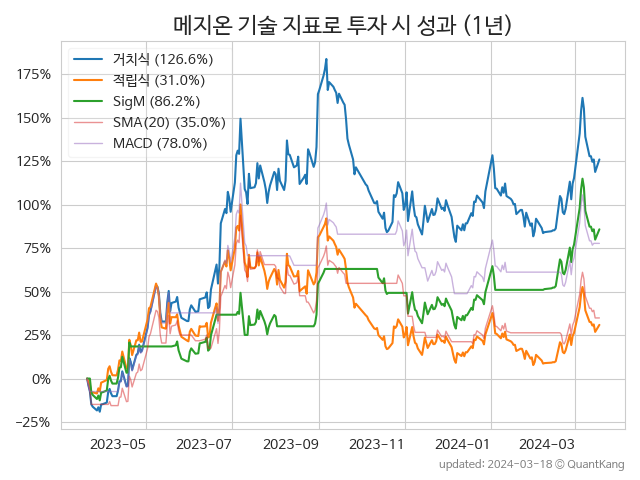 메지온 기술 지표로 투자 시 성과 (1년)
거치식 (126.6%)
적립식 (31.0%)
SigM (86.2%)
SMA(20) (35.0%)
MACD (78.0%)
175%
150%
125%
100%
75%
50%
25%
0%
−25%
2023-05 2023-07 2023-09 2023-11 2024-01 2024-03
updated: 2024-03-18 © QuantKang